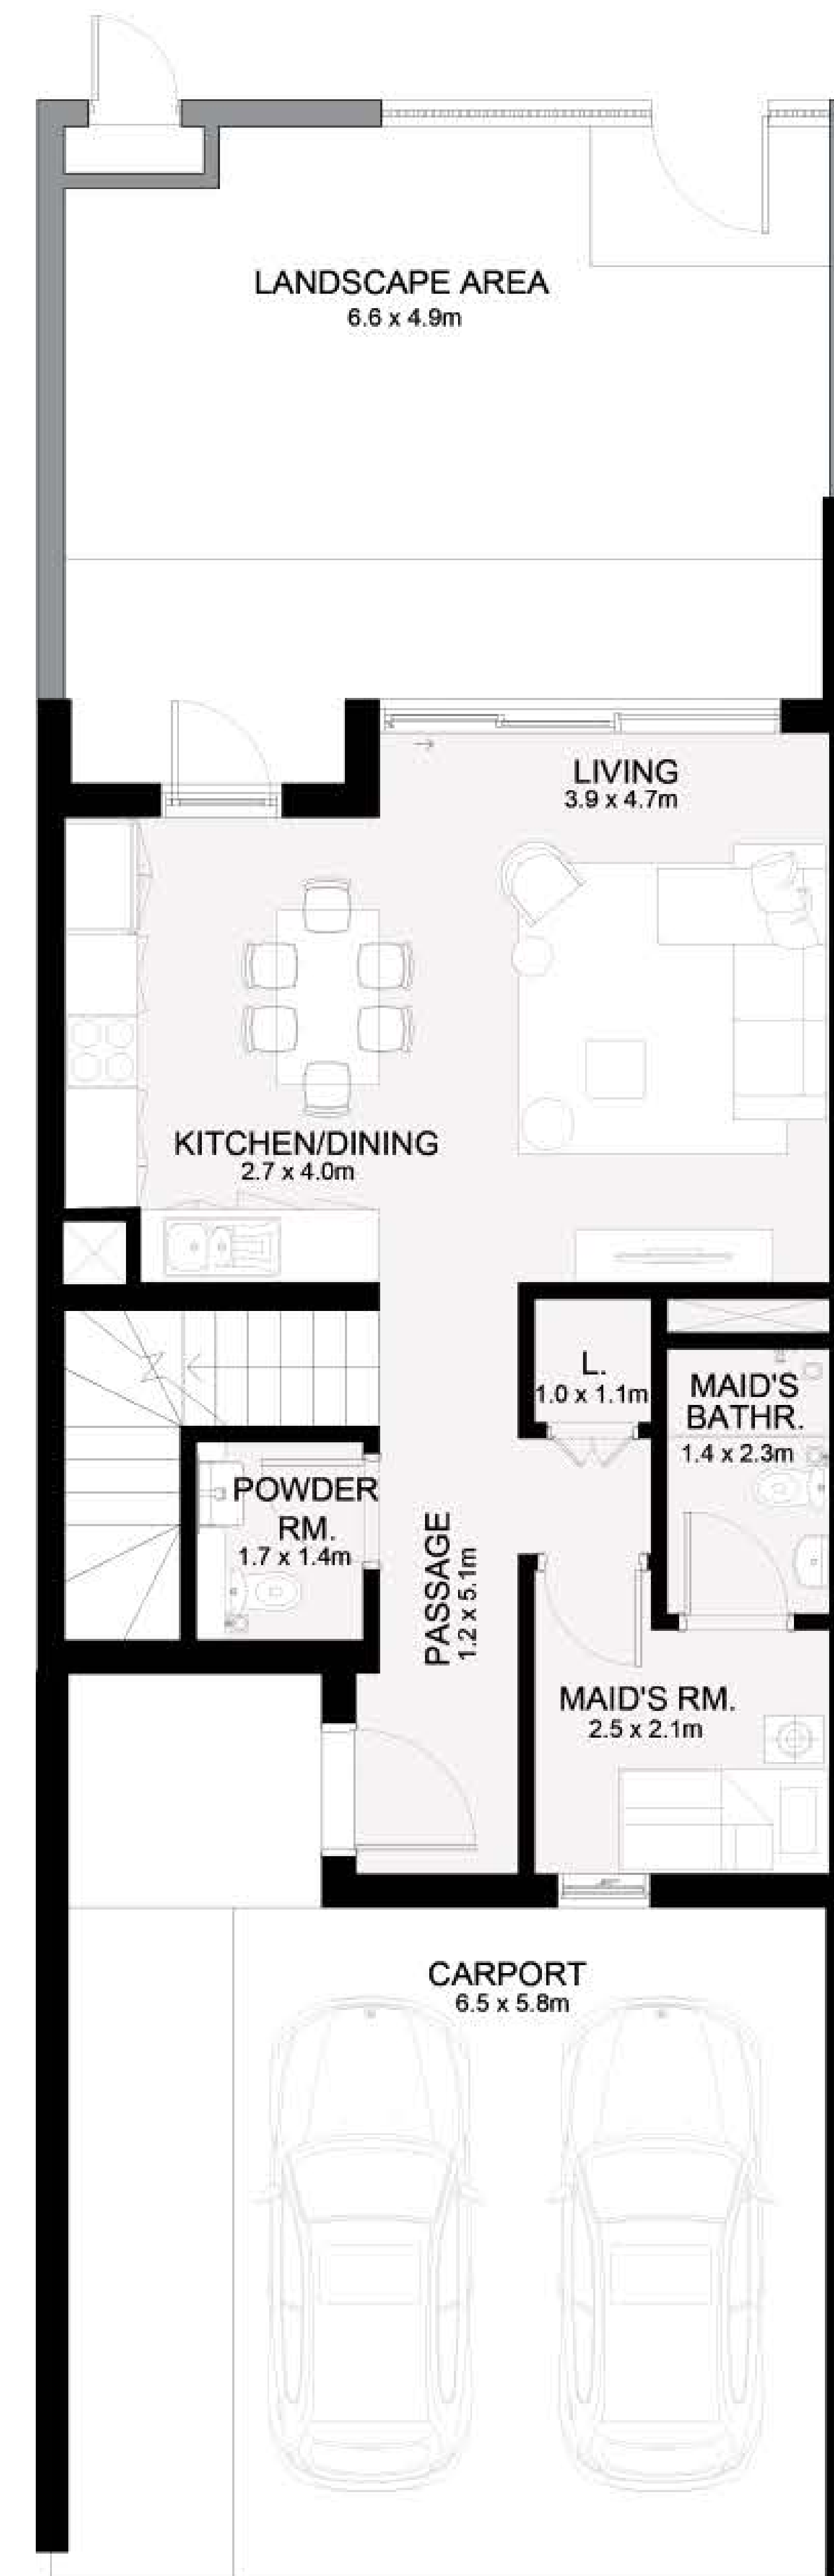 LANDSCAPE AREA
6.6 x 4.9m
LIVING
3.9 x 4.7m
KITCHEN/DINING
2.7 x 4.0m
L.
1.0 x 1.1m
MAID'S
BATHR.
1.4 x 2.3m
POWDER
RM.
1.7 x 1.4m
PASSAGE
1.2 x 5.1m
MAID'S RM.
2.5 x 2.1m
CARPORT
6.5 x 5.8m